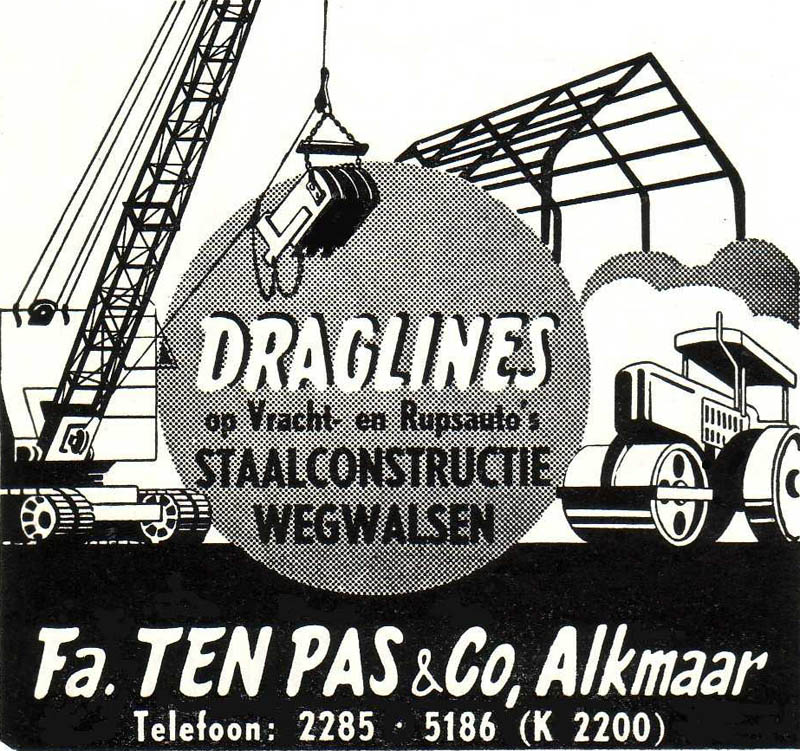 DRAGLINES
op Vracht- en Rupsauto's
STAALCONSTRUCTIE
WEGWALSEN
Fa. TEN PAS & Co, Alkmaar
Telefoon: 2285 · 5186 (K 2200)